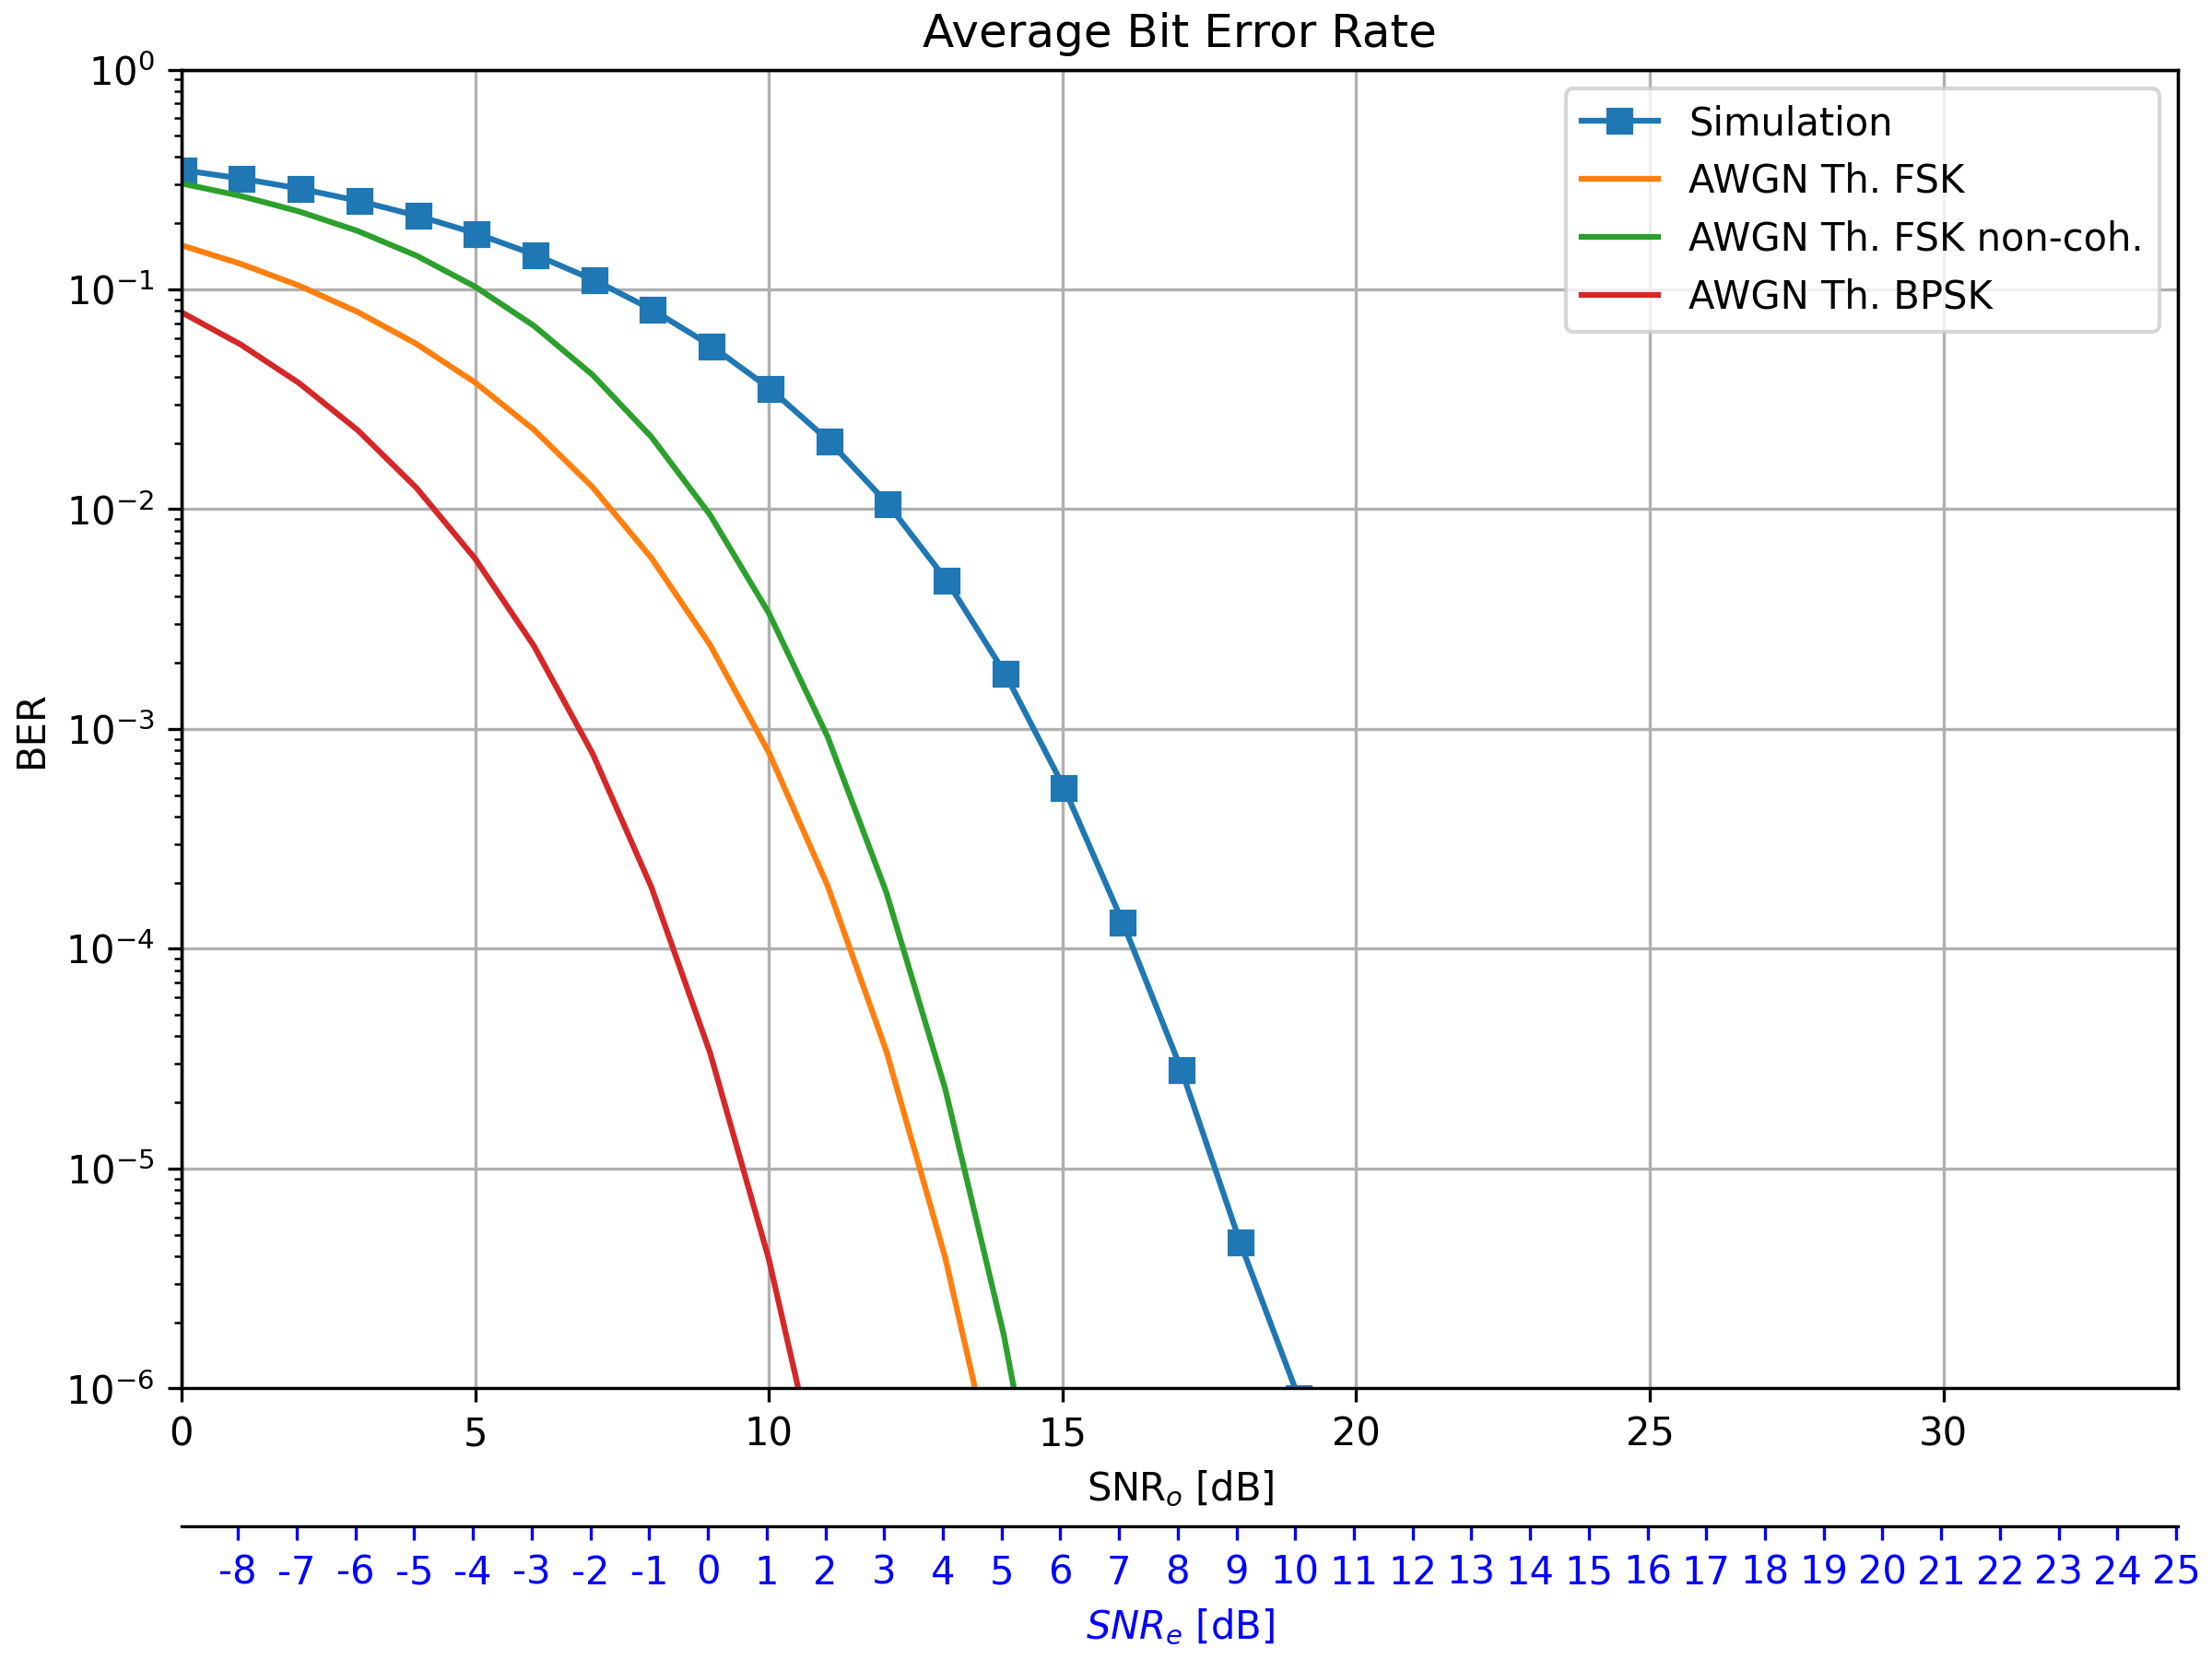 Average Bit Error Rate
10⁰
10⁻¹
10⁻²
10⁻³
10⁻⁴
10⁻⁵
10⁻⁶
BER
Simulation
AWGN Th. FSK
AWGN Th. FSK non-coh.
AWGN Th. BPSK
0 5 10 15 20 25 30
SNRₒ [dB]
-8 -7 -6 -5 -4 -3 -2 -1 0 1 2 3 4 5 6 7 8 9 10 11 12 13 14 15 16 17 18 19 20 21 22 23 24 25
SNRₑ [dB]